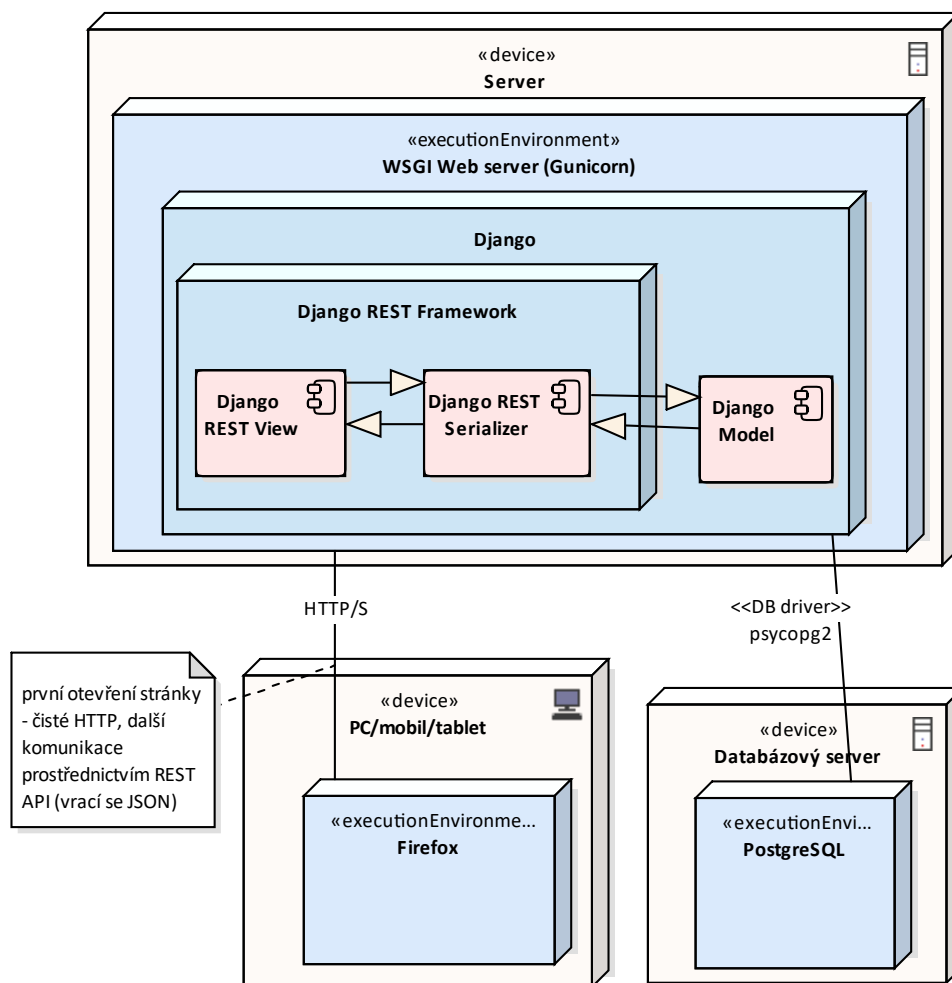 «device»
Server
«executionEnvironment»
WSGI Web server (Gunicorn)
Django
Django REST Framework
Django
REST View
Django REST
Serializer
Django
Model
HTTP/S
<<DB driver>>
psycopg2
první otevření stránky
- čisté HTTP, další
komunikace
prostřednictvím REST
API (vrací se JSON)
«device»
PC/mobil/tablet
«executionEnvironme...
Firefox
«device»
Databázový server
«executionEnvi...
PostgreSQL